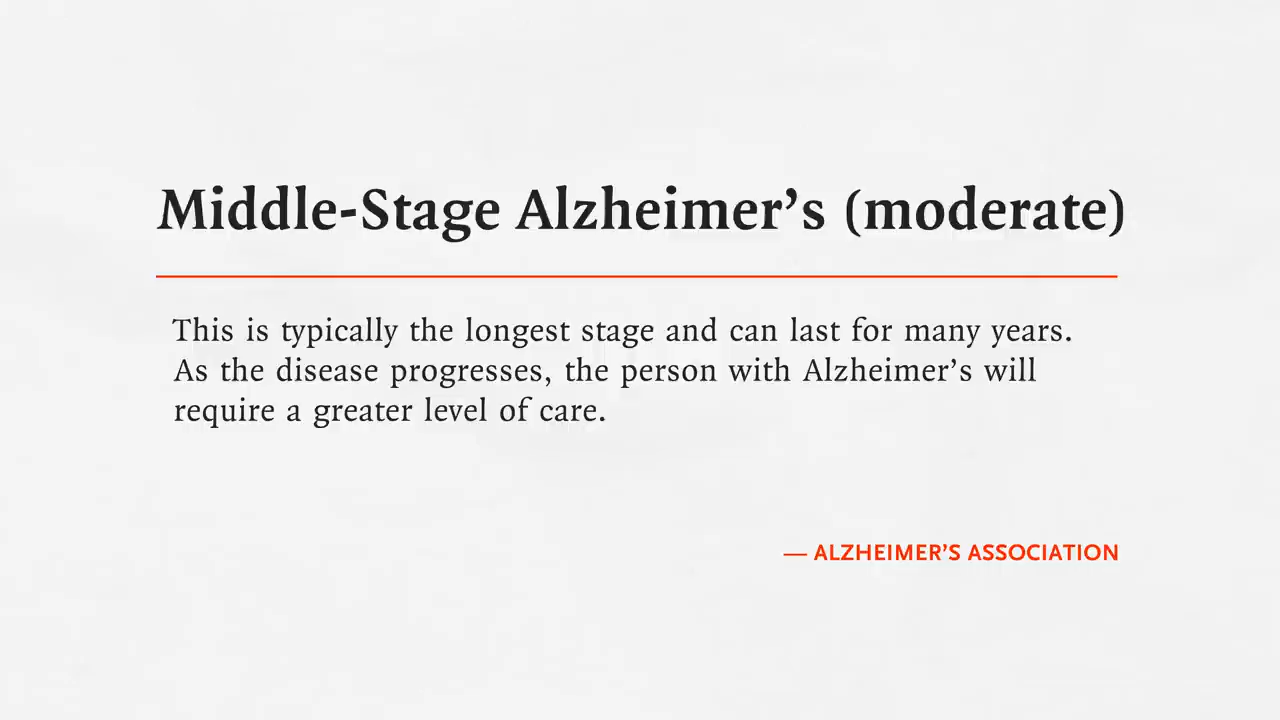 Middle-Stage Alzheimer’s (moderate)
This is typically the longest stage and can last for many years.
As the disease progresses, the person with Alzheimer’s will
require a greater level of care.
— ALZHEIMER’S ASSOCIATION